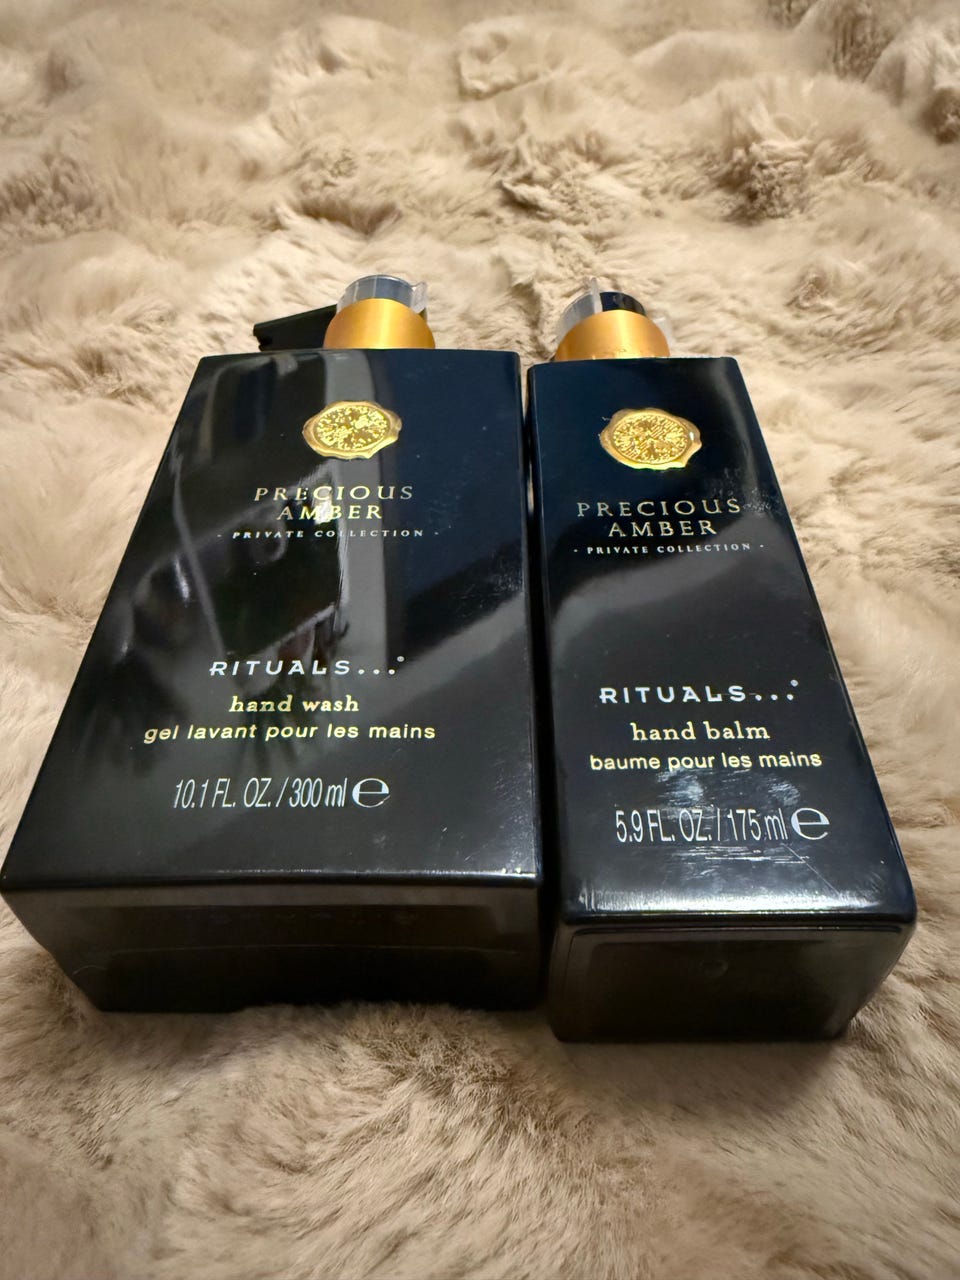 PRECIOUS
AMBER
- PRIVATE COLLECTION -
RITUALS...®
hand wash
gel lavant pour les mains
10.1 FL. OZ. / 300 ml ℮
PRECIOUS
AMBER
- PRIVATE COLLECTION -
RITUALS...®
hand balm
baume pour les mains
5.9 FL. OZ. / 175 ml ℮